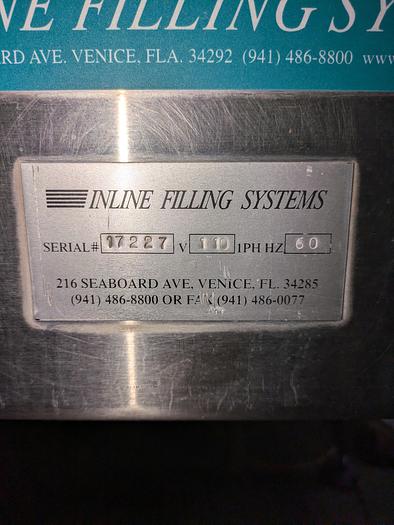 NE FILLING SY
RD AVE. VENICE, FLA. 34292 (941) 486-8800 www
INLINE FILLING SYSTEMS
SERIAL# 17227 V 110 1PH HZ 60
216 SEABOARD AVE, VENICE, FL. 34285
(941) 486-8800 OR FAX (941) 486-0077